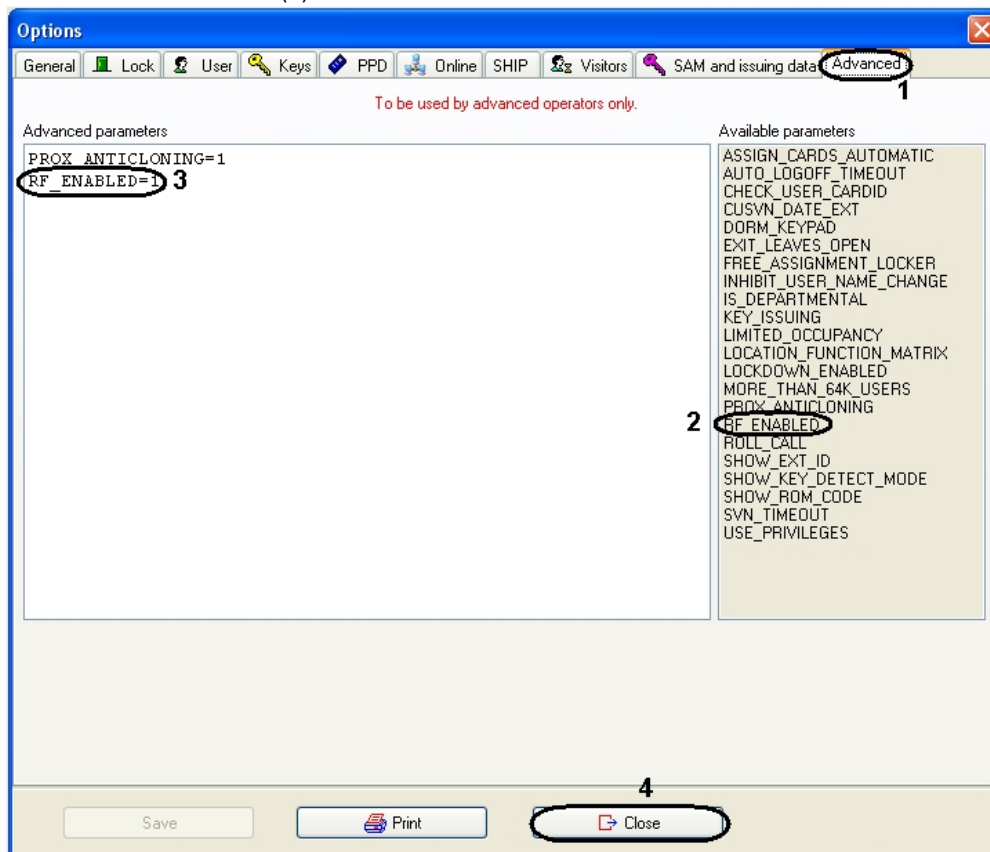 (4)
Options
General Lock User Keys PPD Online SHIP Visitors SAM and issuing data Advanced
1
To be used by advanced operators only.
Advanced parameters
Available parameters
PROX_ANTICLONING=1
RF_ENABLED=1 3
ASSIGN_CARDS_AUTOMATIC
AUTO_LOGOFF_TIMEOUT
CHECK_USER_CARDID
CUSVN_DATE_EXT
DORM_KEYPAD
EXIT_LEAVES_OPEN
FREE_ASSIGNMENT_LOCKER
INHIBIT_USER_NAME_CHANGE
IS_DEPARTMENTAL
KEY_ISSUING
LIMITED_OCCUPANCY
LOCATION_FUNCTION_MATRIX
LOCKDOWN_ENABLED
MORE_THAN_64K_USERS
PROX_ANTICLONING
2 RF_ENABLED
ROLL_CALL
SHOW_EXT_ID
SHOW_KEY_DETECT_MODE
SHOW_ROM_CODE
SVN_TIMEOUT
USE_PRIVILEGES
4
Save Print Close